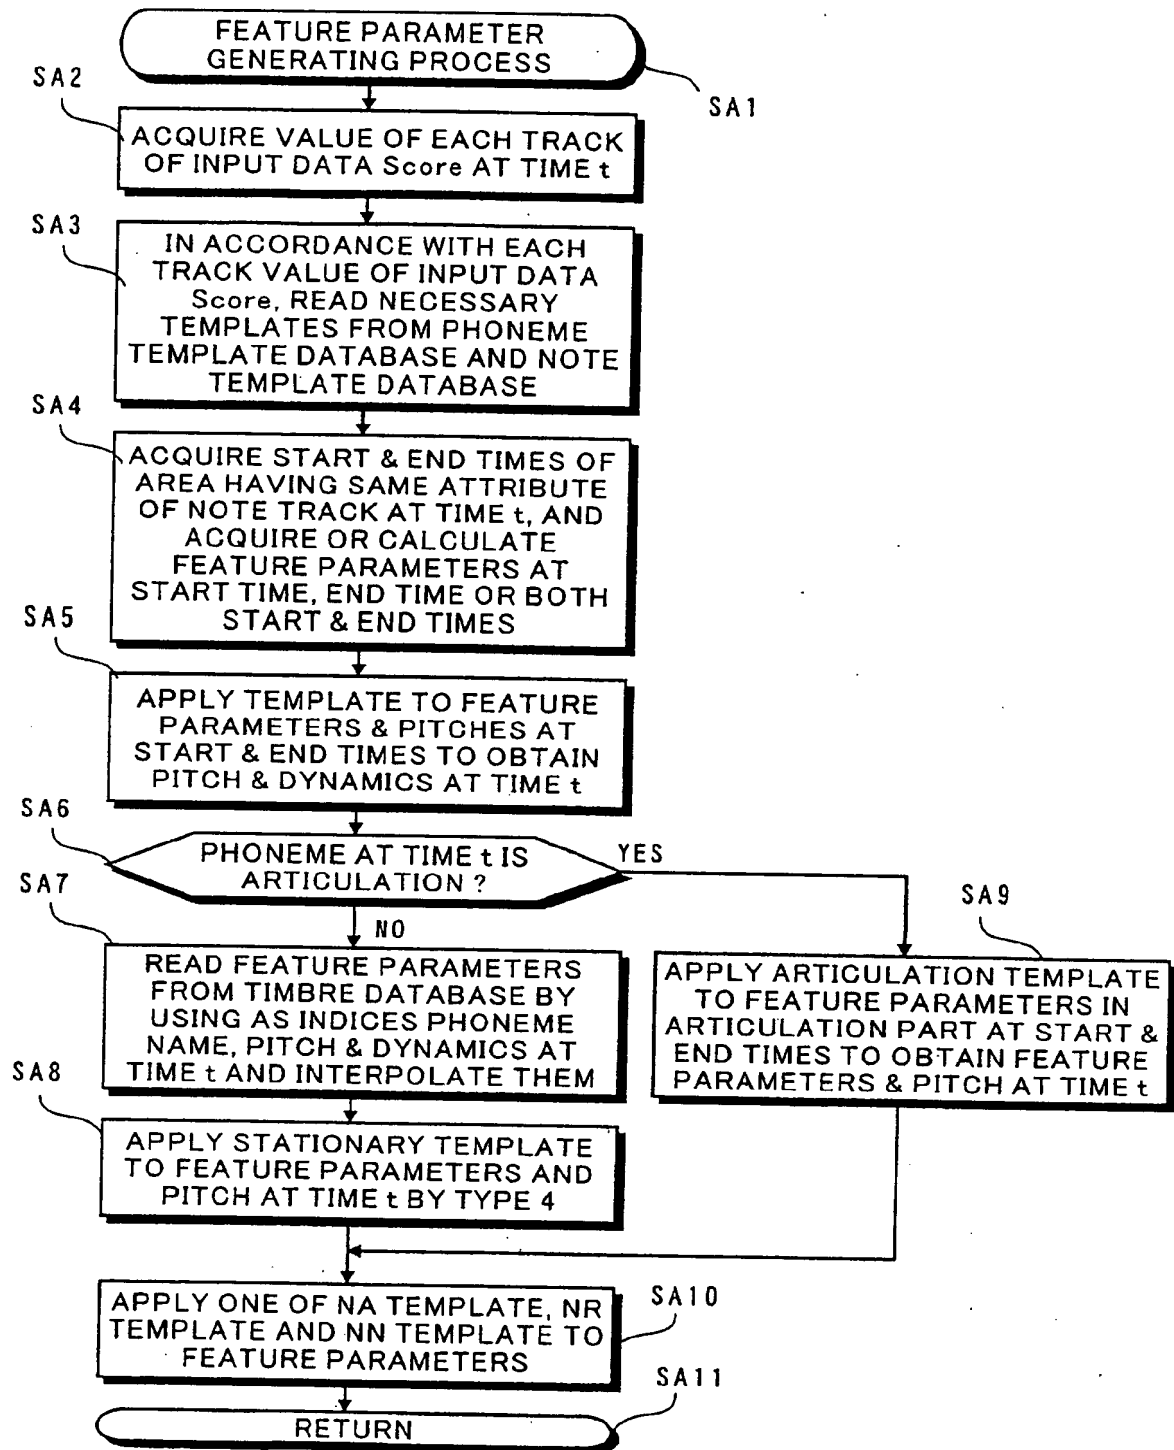 FEATURE PARAMETER
GENERATING PROCESS
SA1
SA2
ACQUIRE VALUE OF EACH TRACK
OF INPUT DATA Score AT TIME t
SA3
IN ACCORDANCE WITH EACH
TRACK VALUE OF INPUT DATA
Score, READ NECESSARY
TEMPLATES FROM PHONEME
TEMPLATE DATABASE AND NOTE
TEMPLATE DATABASE
SA4
ACQUIRE START & END TIMES OF
AREA HAVING SAME ATTRIBUTE
OF NOTE TRACK AT TIME t, AND
ACQUIRE OR CALCULATE
FEATURE PARAMETERS AT
START TIME, END TIME OR BOTH
START & END TIMES
SA5
APPLY TEMPLATE TO FEATURE
PARAMETERS & PITCHES AT
START & END TIMES TO OBTAIN
PITCH & DYNAMICS AT TIME t
SA6
PHONEME AT TIME t IS
ARTICULATION ?
YES
NO
SA7
READ FEATURE PARAMETERS
FROM TIMBRE DATABASE BY
USING AS INDICES PHONEME
NAME, PITCH & DYNAMICS AT
TIME t AND INTERPOLATE THEM
SA9
APPLY ARTICULATION TEMPLATE
TO FEATURE PARAMETERS IN
ARTICULATION PART AT START &
END TIMES TO OBTAIN FEATURE
PARAMETERS & PITCH AT TIME t
SA8
APPLY STATIONARY TEMPLATE
TO FEATURE PARAMETERS AND
PITCH AT TIME t BY TYPE 4
SA10
APPLY ONE OF NA TEMPLATE, NR
TEMPLATE AND NN TEMPLATE TO
FEATURE PARAMETERS
SA11
RETURN